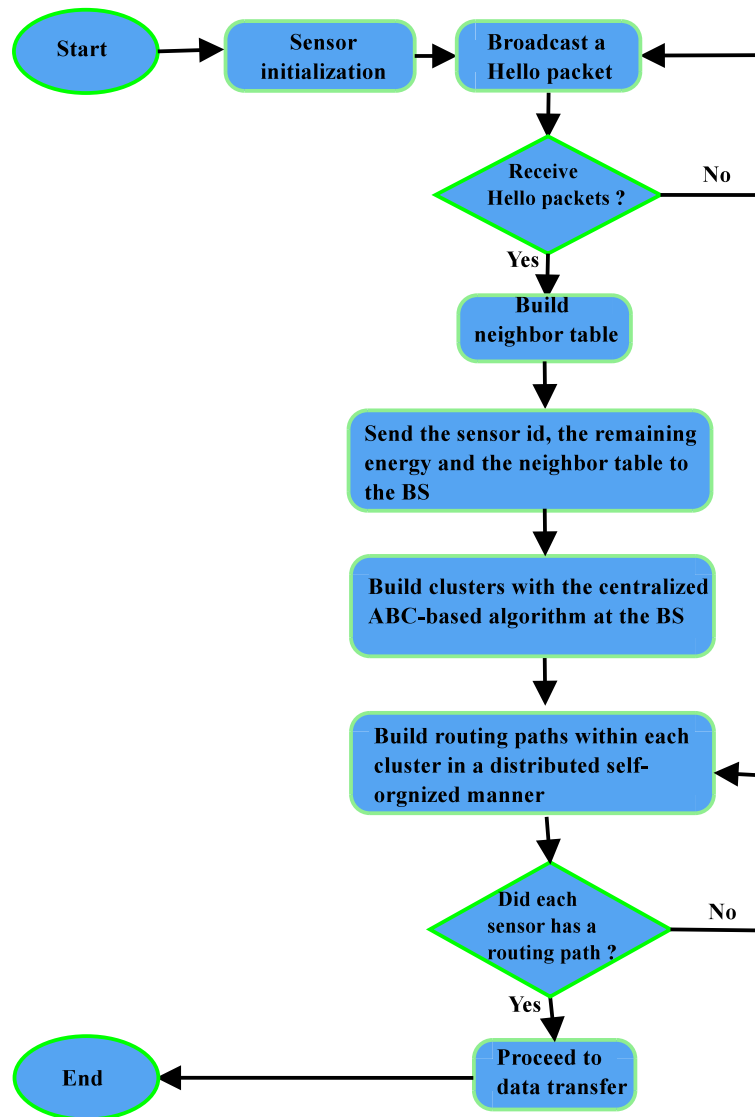 Start
Sensor
initialization
Broadcast a
Hello packet
Receive
Hello packets ?
No
Yes
Build
neighbor table
Send the sensor id, the remaining
energy and the neighbor table to
the BS
Build clusters with the centralized
ABC-based algorithm at the BS
Build routing paths within each
cluster in a distributed self-
orgnized manner
Did each
sensor has a
routing path ?
No
Yes
Proceed to
data transfer
End